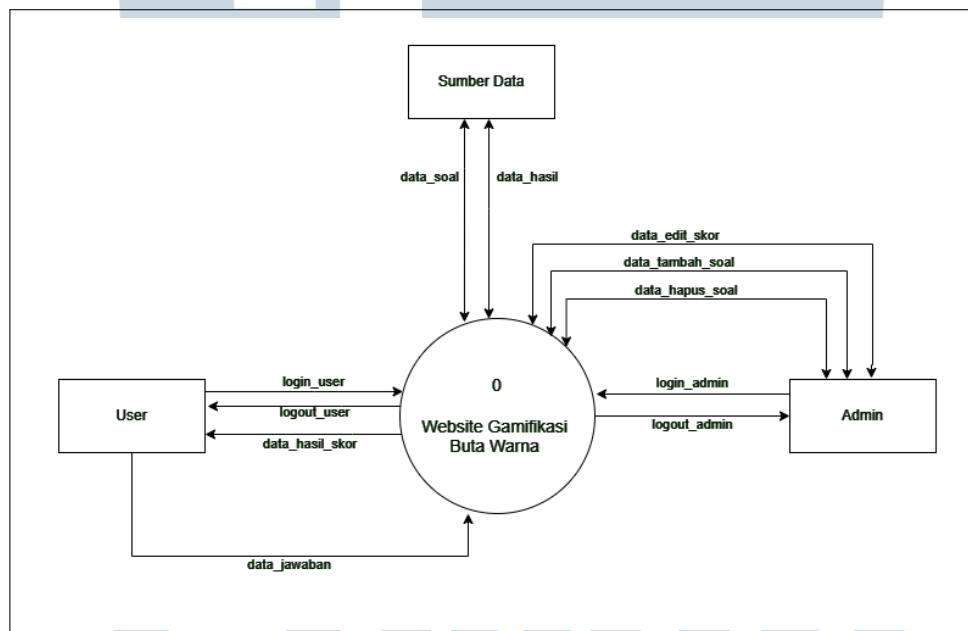 Sumber Data
data_soal
data_hasil
data_edit_skor
data_tambah_soal
data_hapus_soal
login_user
logout_user
data_hasil_skor
User
0
Website Gamifikasi
Buta Warna
login_admin
logout_admin
Admin
data_jawaban